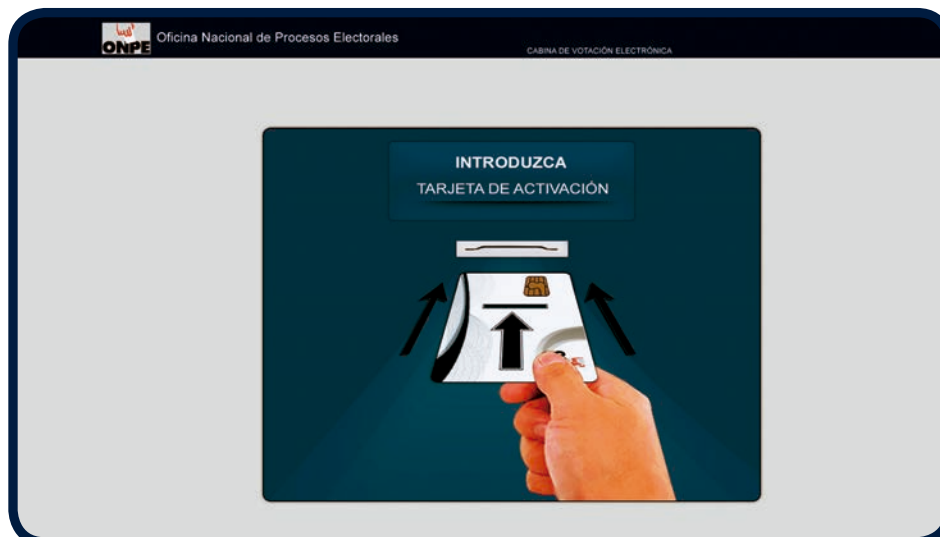 ONPE
Oficina Nacional de Procesos Electorales
CABINA DE VOTACIÓN ELECTRÓNICA
INTRODUZCA
TARJETA DE ACTIVACIÓN